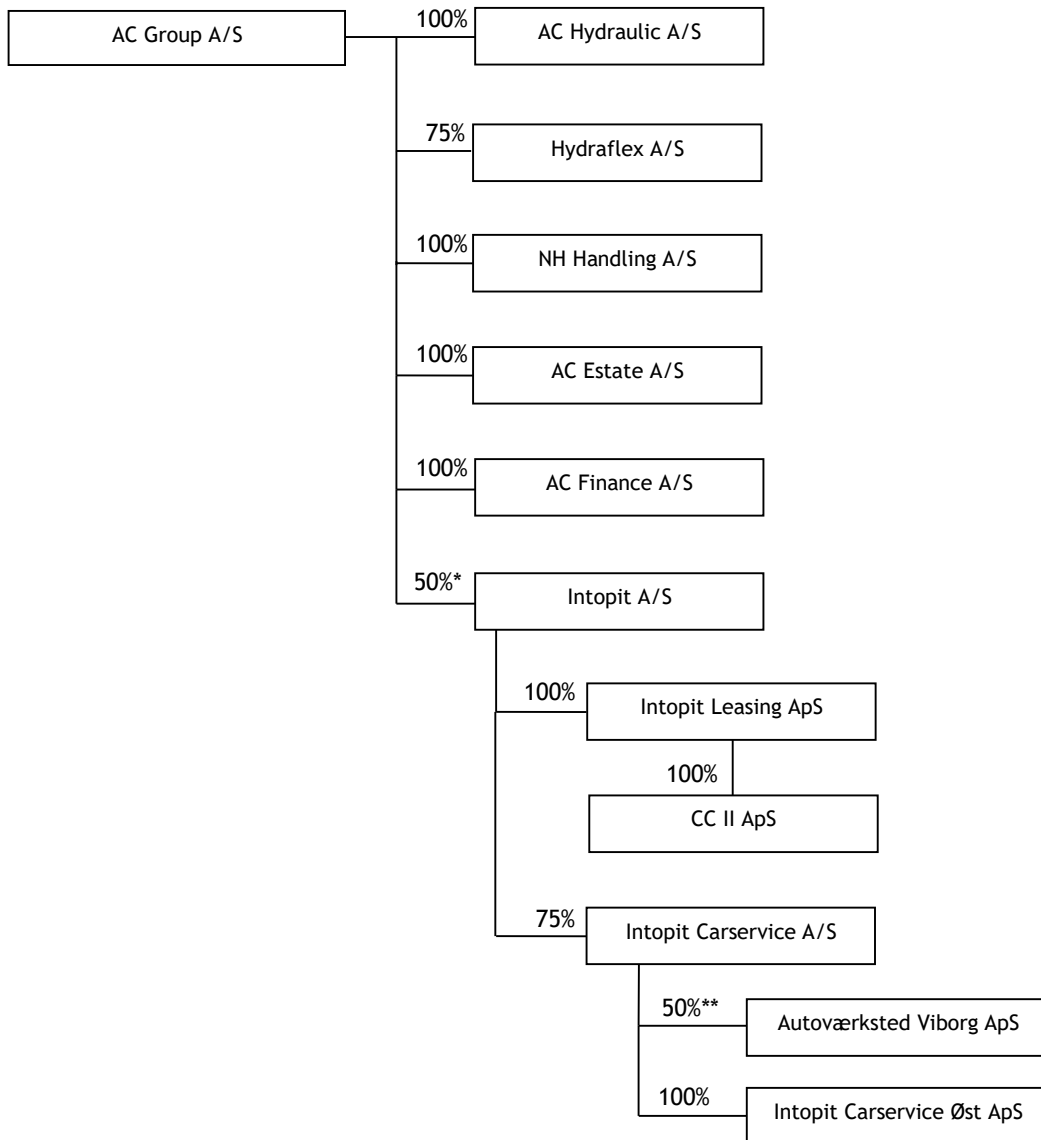 AC Group A/S
100%
AC Hydraulic A/S
75%
Hydraflex A/S
100%
NH Handling A/S
100%
AC Estate A/S
100%
AC Finance A/S
50%*
Intopit A/S
100%
Intopit Leasing ApS
100%
CC II ApS
75%
Intopit Carservice A/S
50%**
Autoværksted Viborg ApS
100%
Intopit Carservice Øst ApS